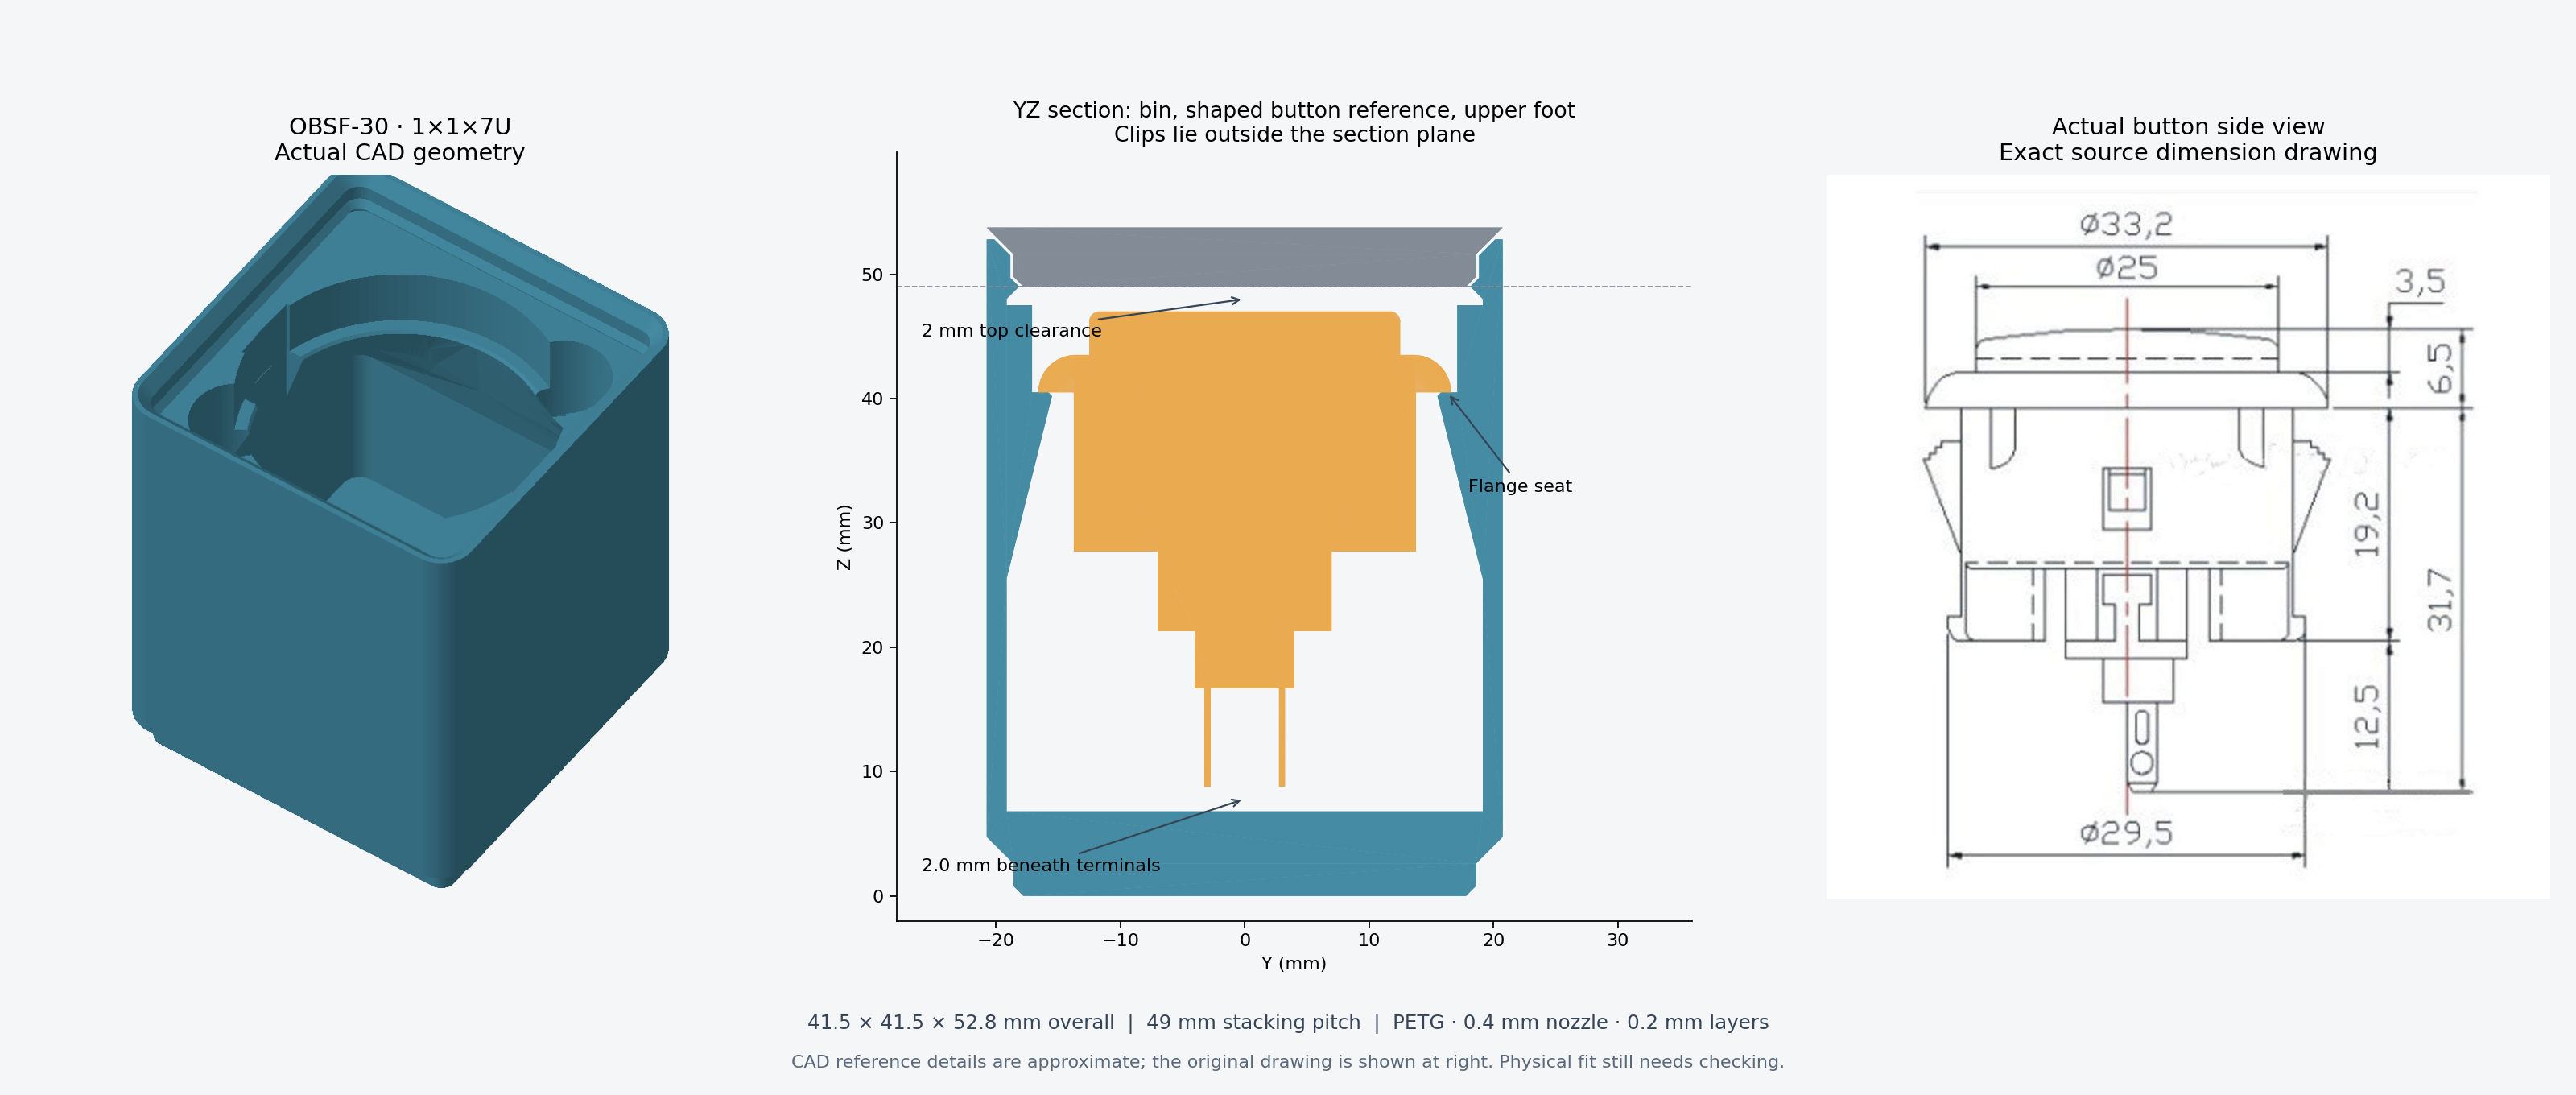 OBSF-30 · 1×1×7U
Actual CAD geometry
YZ section: bin, shaped button reference, upper foot
Clips lie outside the section plane
Z (mm)
50
40
30
20
10
0
2 mm top clearance
Flange seat
2.0 mm beneath terminals
−20
−10
0
10
20
30
Y (mm)
Actual button side view
Exact source dimension drawing
ø33,2
ø25
3,5
6,5
19,2
31,7
12,5
ø29,5
41.5 × 41.5 × 52.8 mm overall | 49 mm stacking pitch | PETG · 0.4 mm nozzle · 0.2 mm layers
CAD reference details are approximate; the original drawing is shown at right. Physical fit still needs checking.